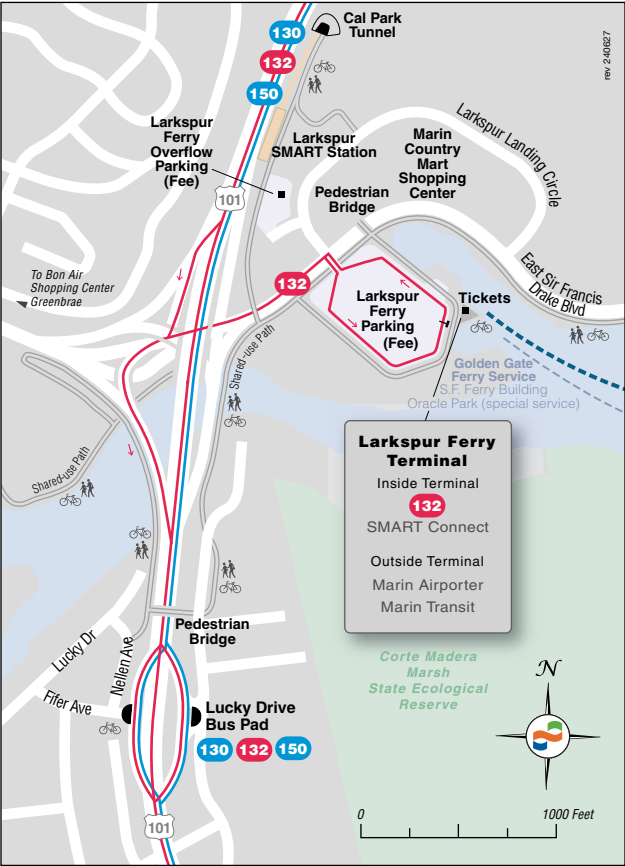 Cal Park
Tunnel
rev 240627
130
132
150
Larkspur
Ferry
Overflow
Parking
(Fee)
Larkspur
SMART Station
Marin
Country
Mart
Shopping
Center
Larkspur Landing Circle
Pedestrian
Bridge
101
To Bon Air
Shopping Center
Greenbrae
132
Larkspur
Ferry
Parking
(Fee)
Tickets
East Sir Francis
Drake Blvd
Shared-use Path
Golden Gate
Ferry Service
S.F. Ferry Building
Oracle Park (special service)
Larkspur Ferry
Terminal
Inside Terminal
132
SMART Connect
Outside Terminal
Marin Airporter
Marin Transit
Shared-use Path
Pedestrian
Bridge
Lucky Dr
Nellen Ave
Fifer Ave
Lucky Drive
Bus Pad
130 132 150
Corte Madera
Marsh
State Ecological
Reserve
N
101
0 1000 Feet